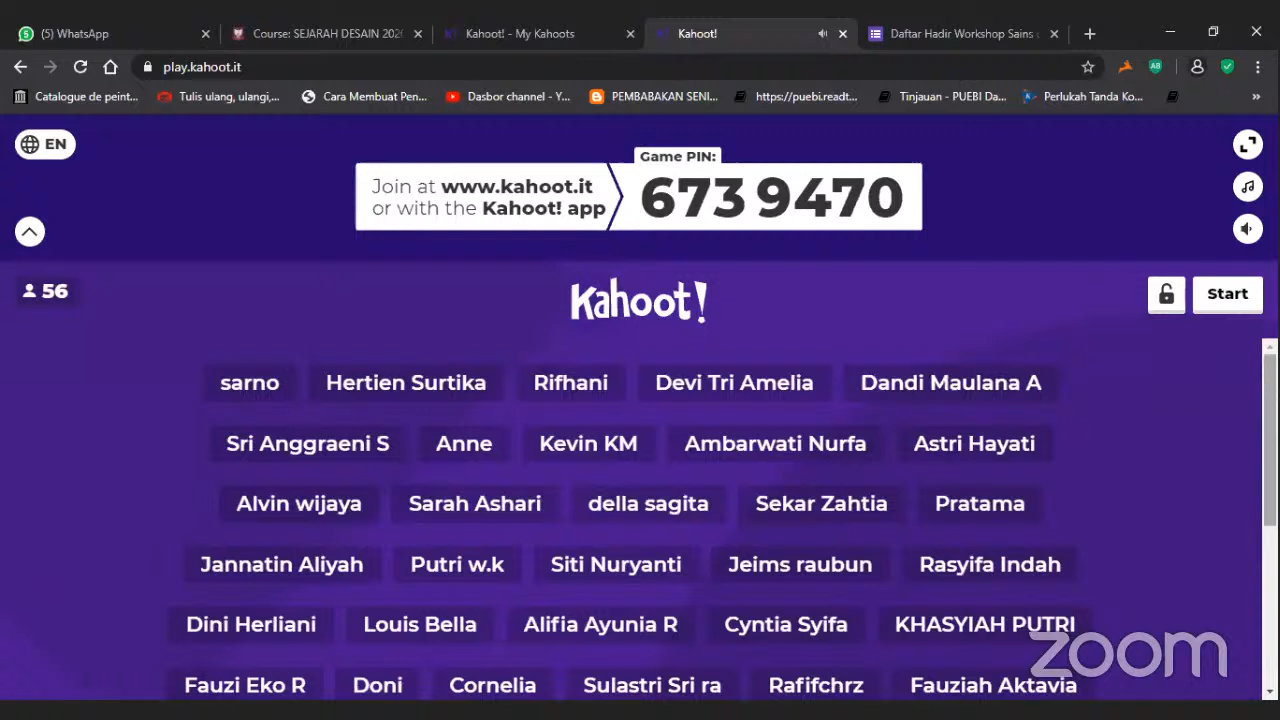 (5) WhatsApp
Course: SEJARAH DESAIN 202
Kahoot! - My Kahoots
Kahoot!
Daftar Hadir Workshop Sains
play.kahoot.it
AB
Catalogue de peint...
Tulis ulang, ulangi,...
Cara Membuat Pen...
Dasbor channel - Y...
PEMBABAKAN SENI...
https://puebi.readt...
Tinjauan - PUEBI Da...
Perlukah Tanda Ko...
EN
Join at www.kahoot.it
or with the Kahoot! app
Game PIN:
673 9470
56
Kahoot!
Start
sarno Hertien Surtika Rifhani Devi Tri Amelia Dandi Maulana A
Sri Anggraeni S Anne Kevin KM Ambarwati Nurfa Astri Hayati
Alvin wijaya Sarah Ashari della sagita Sekar Zahtia Pratama
Jannatin Aliyah Putri w.k Siti Nuryanti Jeims raubun Rasyifa Indah
Dini Herliani Louis Bella Alifia Ayunia R Cyntia Syifa KHASYIAH PUTRI
Fauzi Eko R Doni Cornelia Sulastri Sri ra Rafifchrz Fauziah Aktavia
zoom